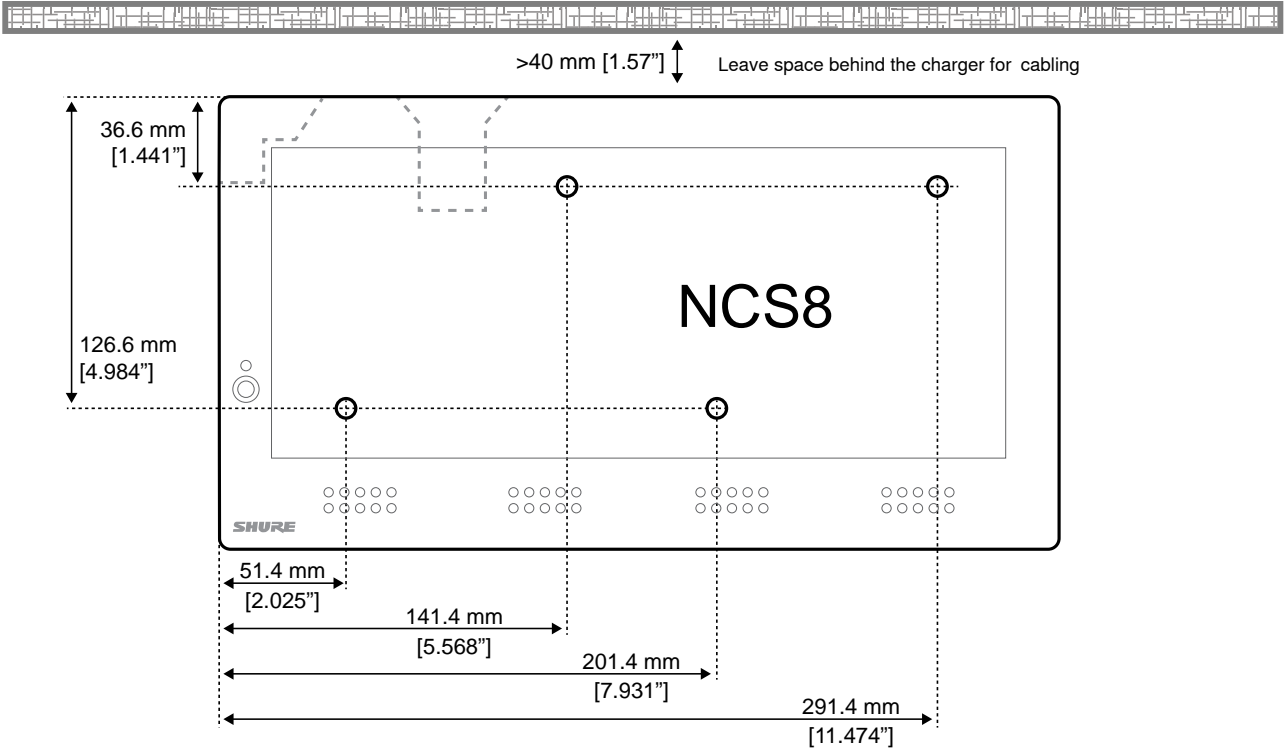 >40 mm [1.57”]
Leave space behind the charger for cabling
36.6 mm
[1.441”]
NCS8
126.6 mm
[4.984”]
SHURE
51.4 mm
[2.025”]
141.4 mm
[5.568”]
201.4 mm
[7.931”]
291.4 mm
[11.474”]